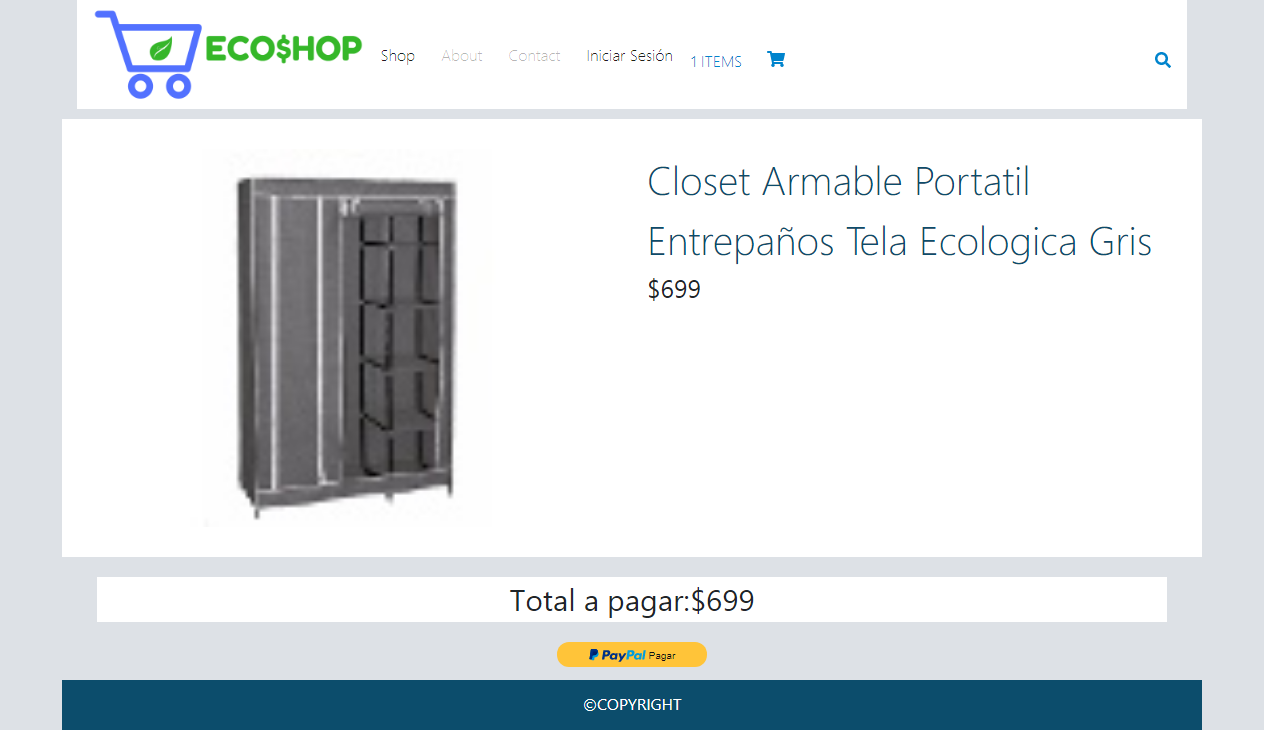 ECO$HOP
Shop About Contact Iniciar Sesión 1 ITEMS
Closet Armable Portatil
Entrepaños Tela Ecologica Gris
$699
Total a pagar:$699
PayPal Pagar
©COPYRIGHT